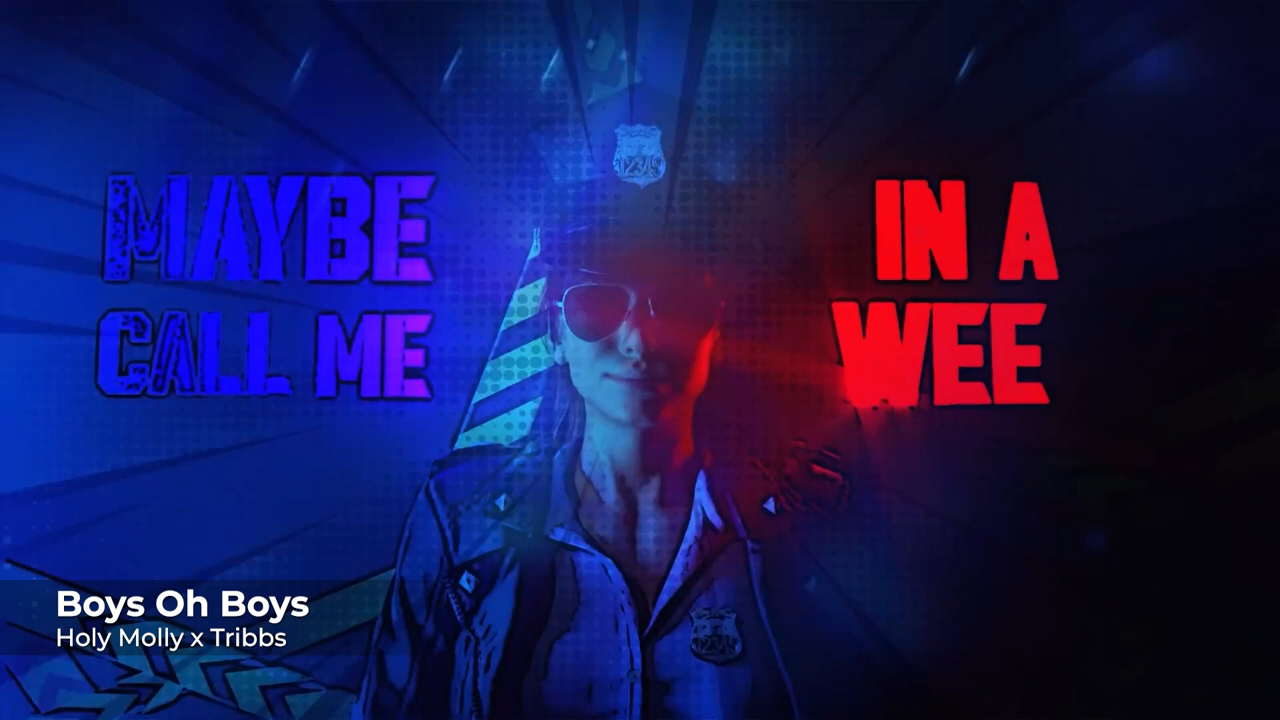 MAYBE
CALL ME
IN A
WEE
Boys Oh Boys
Holy Molly x Tribbs